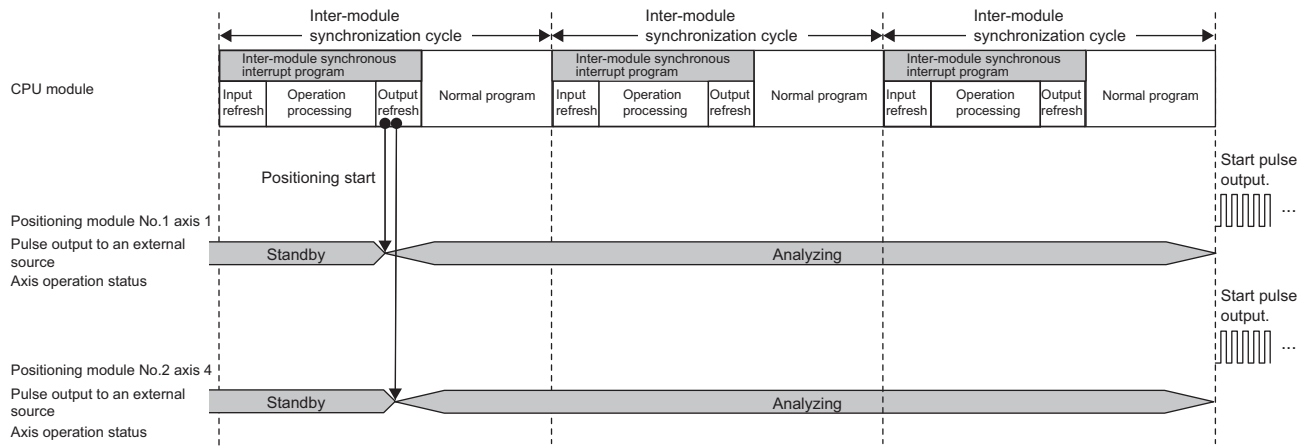 Inter-module
synchronization cycle
Inter-module
synchronization cycle
Inter-module
synchronization cycle
CPU module
Inter-module synchronous
interrupt program
Input
refresh
Operation
processing
Output
refresh
Normal program
Inter-module synchronous
interrupt program
Input
refresh
Operation
processing
Output
refresh
Normal program
Inter-module synchronous
interrupt program
Input
refresh
Operation
processing
Output
refresh
Normal program
Positioning start
Start pulse
output.
...
Positioning module No.1 axis 1
Pulse output to an external
source
Axis operation status
Standby
Analyzing
Start pulse
output.
...
Positioning module No.2 axis 4
Pulse output to an external
source
Axis operation status
Standby
Analyzing